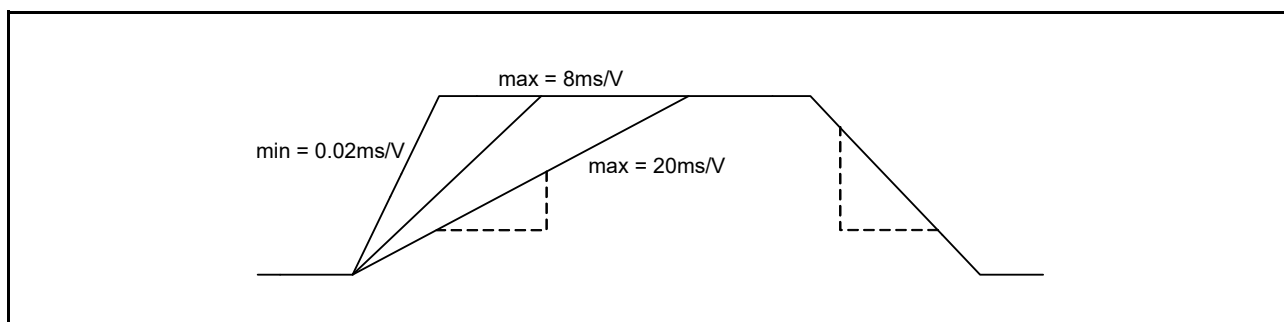 max = 8ms/V
min = 0.02ms/V
max = 20ms/V